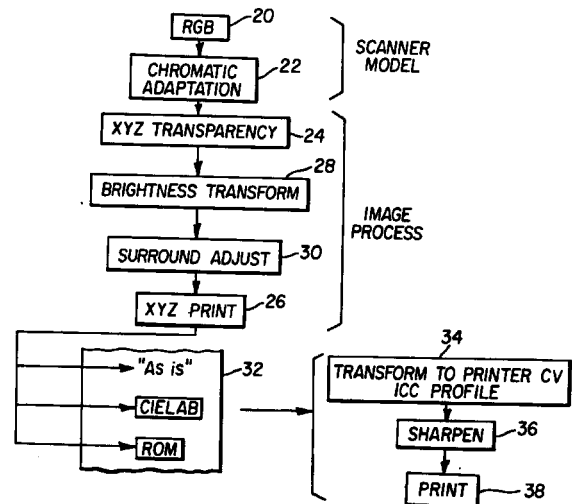 RGB
20
SCANNER
MODEL
CHROMATIC
ADAPTATION
22
XYZ TRANSPARENCY
24
28
BRIGHTNESS TRANSFORM
IMAGE
PROCESS
SURROUND ADJUST
30
XYZ PRINT
26
"As is"
32
CIELAB
ROM
34
TRANSFORM TO PRINTER CV
ICC PROFILE
SHARPEN
36
PRINT
38